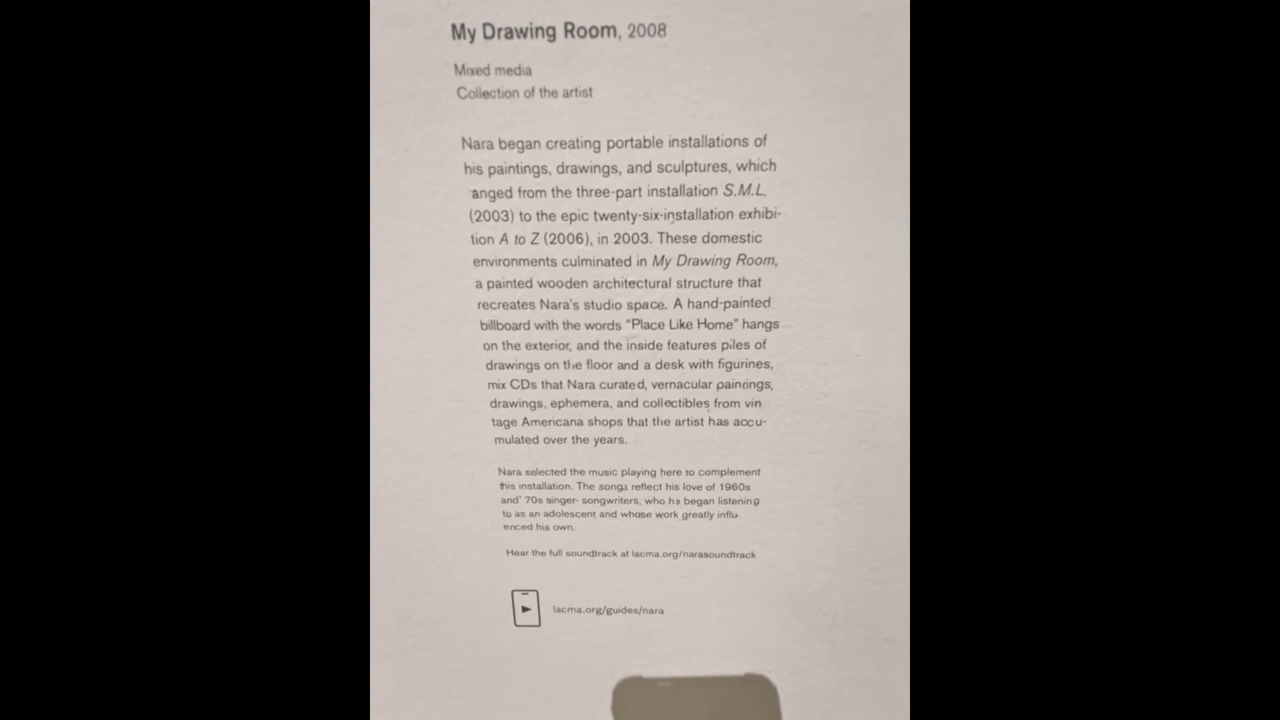 My Drawing Room, 2008
Mixed media
Collection of the artist
Nara began creating portable installations of
his paintings, drawings, and sculptures, which
anged from the three-part installation S.M.L.
(2003) to the epic twenty-six-installation exhibi-
tion A to Z (2006), in 2003. These domestic
environments culminated in My Drawing Room,
a painted wooden architectural structure that
recreates Nara's studio space. A hand-painted
billboard with the words "Place Like Home" hangs
on the exterior, and the inside features piles of
drawings on the floor and a desk with figurines,
mix CDs that Nara curated, vernacular paintings,
drawings, ephemera, and collectibles from vin
tage Americana shops that the artist has accu-
mulated over the years.
Nara selected the music playing here to complement
this installation. The songs reflect his love of 1960s
and' 70s singer- songwriters, who he began listening
to as an adolescent and whose work greatly influ-
enced his own.
Hear the full soundtrack at lacma.org/narasoundtrack
lacma.org/guides/nara